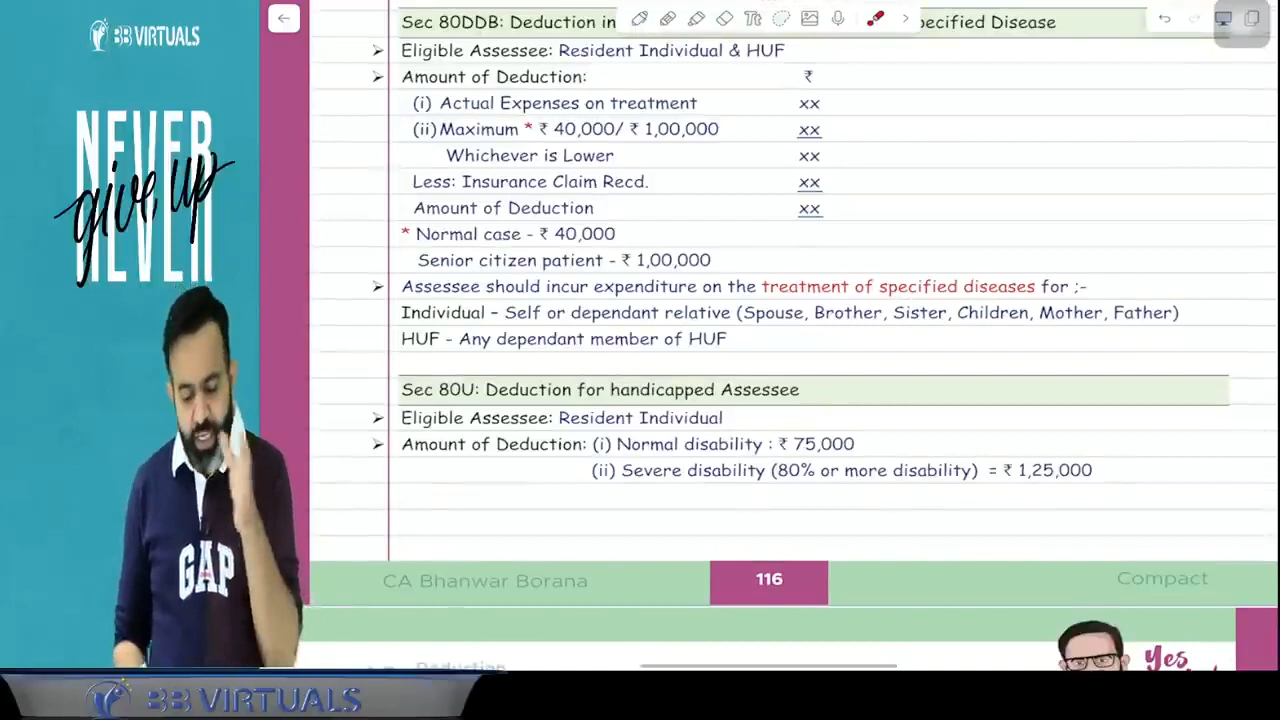 BB VIRTUALS
NEVER
give up
NEVER
GAP
Sec 80DDB: Deduction in pecified Disease
➤ Eligible Assessee: Resident Individual & HUF
➤ Amount of Deduction: ₹
(i) Actual Expenses on treatment xx
(ii) Maximum * ₹ 40,000/ ₹ 1,00,000 xx
Whichever is Lower xx
Less: Insurance Claim Recd. xx
Amount of Deduction xx
* Normal case - ₹ 40,000
Senior citizen patient - ₹ 1,00,000
➤ Assessee should incur expenditure on the treatment of specified diseases for ;-
Individual – Self or dependant relative (Spouse, Brother, Sister, Children, Mother, Father)
HUF - Any dependant member of HUF
Sec 80U: Deduction for handicapped Assessee
➤ Eligible Assessee: Resident Individual
➤ Amount of Deduction: (i) Normal disability : ₹ 75,000
(ii) Severe disability (80% or more disability) = ₹ 1,25,000
CA Bhanwar Borana 116 Compact
Deduction
Yes
BB VIRTUALS